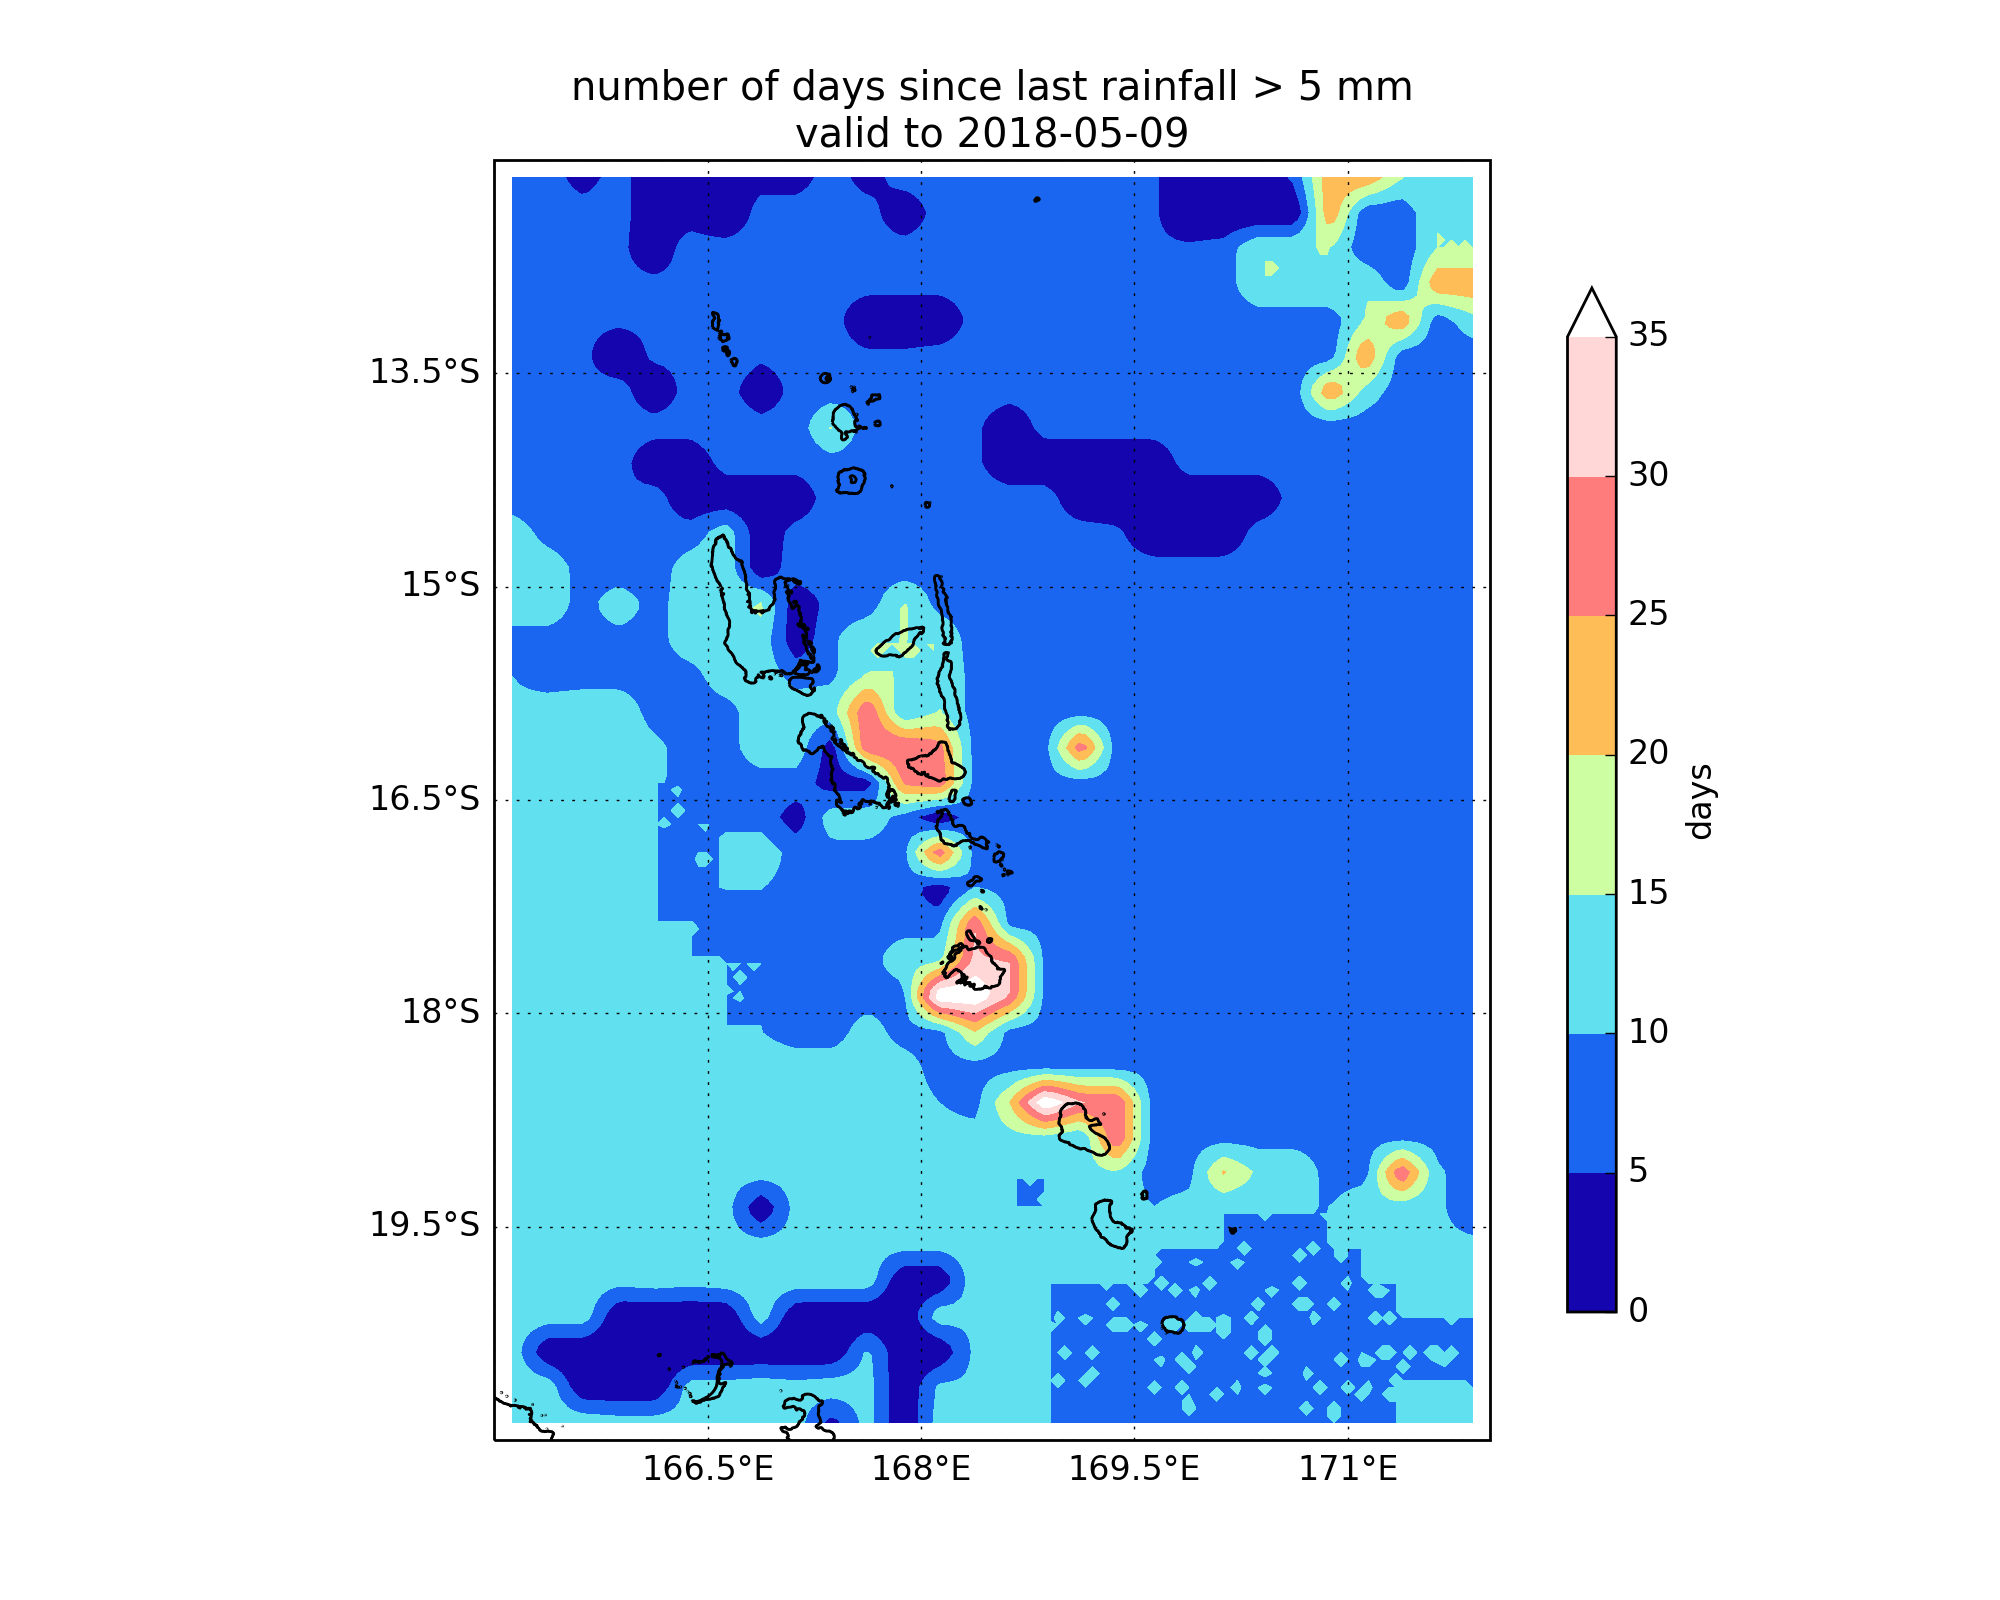 number of days since last rainfall > 5 mm
valid to 2018-05-09
13.5°S
15°S
16.5°S
18°S
19.5°S
166.5°E
168°E
169.5°E
171°E
35
30
25
20
15
10
5
0
days